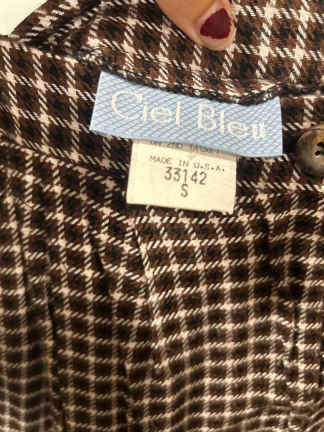 Ciel Bleu
MADE IN U.S.A.
33142
S